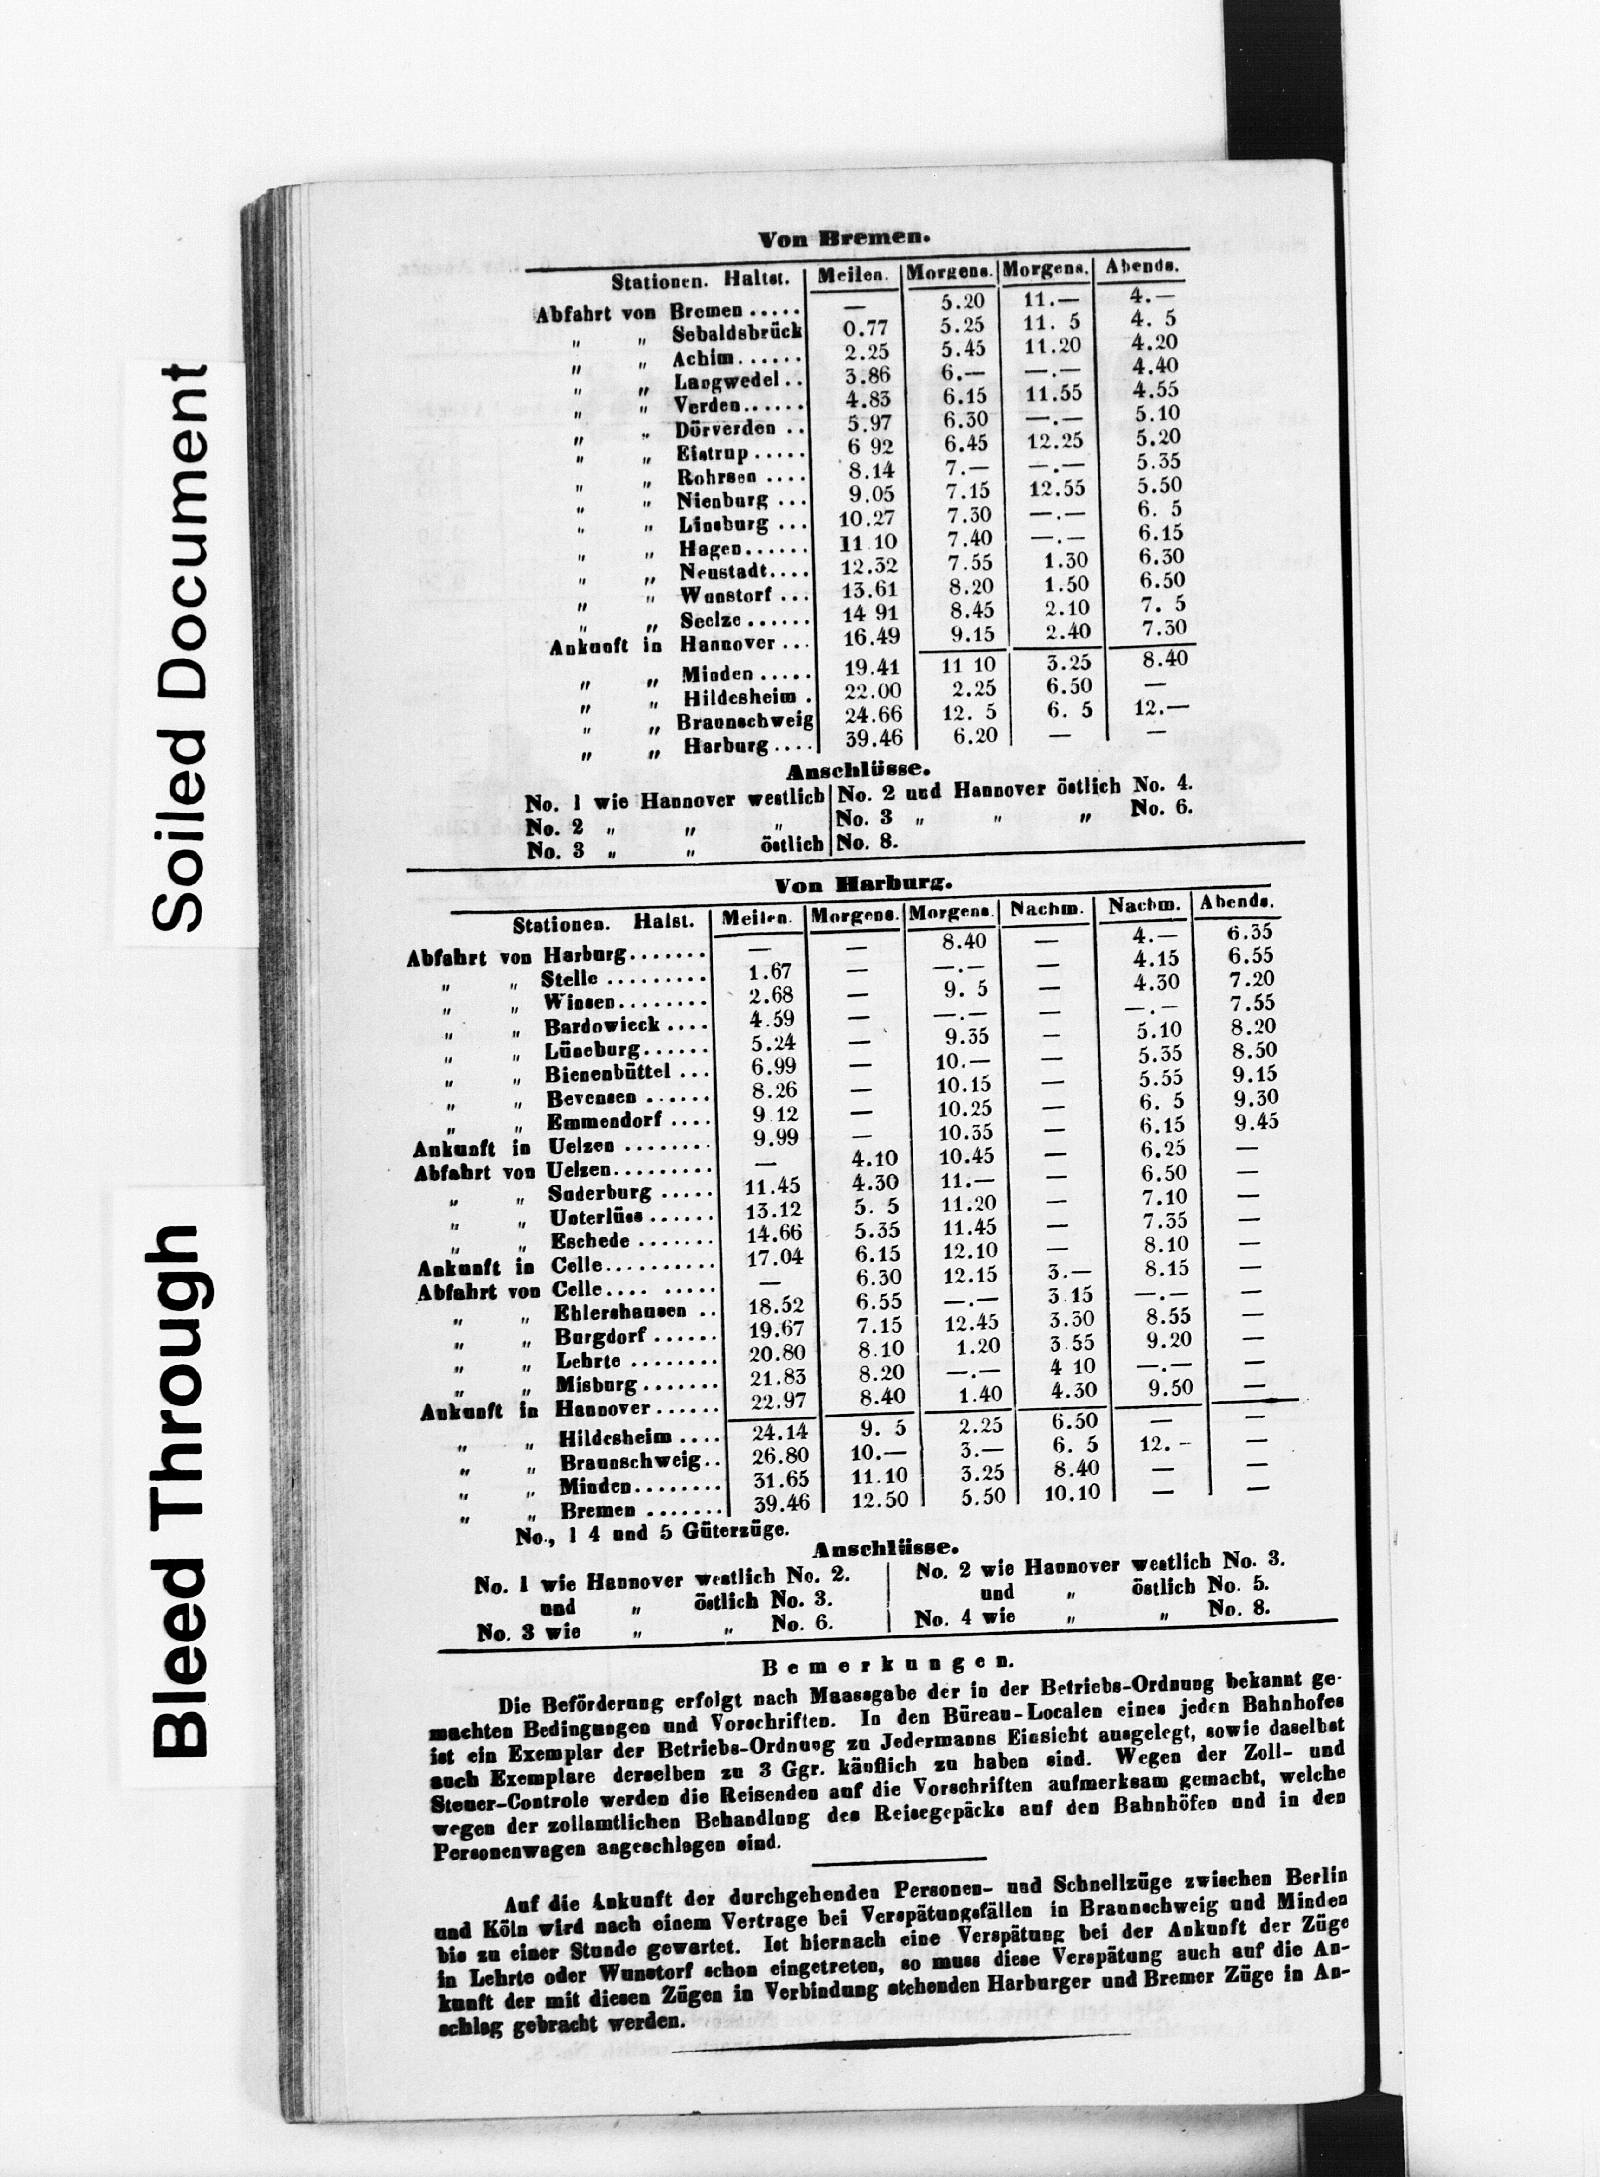 Soiled Document
Bleed Through
Von Bremen.
Stationen. Haltst. Meilen. Morgens. Morgens. Abends.
Abfahrt von Bremen ..... — 5.20 11.— 4.—
„ „ Sebaldsbrück 0.77 5.25 11. 5 4. 5
„ „ Achim...... 2.25 5.45 11.20 4.20
„ „ Langwedel .. 3.86 6.— —.— 4.40
„ „ Verden...... 4.83 6.15 11.55 4.55
„ „ Dörverden .. 5.97 6.30 —.— 5.10
„ „ Eistrup ..... 6 92 6.45 12.25 5.20
„ „ Rohrsen .... 8.14 7.— —.— 5.35
„ „ Nienburg ... 9.05 7.15 12.55 5.50
„ „ Linsburg ... 10.27 7.30 —.— 6. 5
„ „ Hagen...... 11 10 7.40 —.— 6.15
„ „ Neustadt.... 12.32 7.55 1.30 6.30
„ „ Wunstorf ... 13.61 8.20 1.50 6.50
„ „ Seelze ...... 14 91 8.45 2.10 7. 5
Ankunft in Hannover ... 16.49 9.15 2.40 7.30
„ „ Minden ..... 19.41 11 10 3.25 8.40
„ „ Hildesheim . 22.00 2.25 6.50 —
„ „ Braunschweig 24.66 12. 5 6. 5 12.—
„ „ Harburg .... 39.46 6.20 — —
Anschlüsse.
No. 1 wie Hannover westlich No. 2 und Hannover östlich No. 4.
No. 2 „ „ „ No. 3 „ „ „ No. 6.
No. 3 „ „ östlich No. 8.
Von Harburg.
Stationen. Halst. Meilen. Morgens. Morgens. Nachm. Nachm. Abends.
Abfahrt von Harburg....... — — 8.40 — 4.— 6.35
„ „ Stelle ......... 1.67 — —.— — 4.15 6.55
„ „ Winsen........ 2.68 — 9. 5 — 4.30 7.20
„ „ Bardowieck .... 4.59 — —.— — —.— 7.55
„ „ Lüneburg...... 5.24 — 9.35 — 5.10 8.20
„ „ Bienenbüttel ... 6.99 — 10.— — 5.35 8.50
„ „ Bevensen ...... 8.26 — 10.15 — 5.55 9.15
„ „ Emmendorf .... 9 12 — 10.25 — 6. 5 9.30
Ankunft in Uelzen ........ 9.99 — 10.35 — 6.15 9.45
Abfahrt von Uelzen......... — 4.10 10.45 — 6.25 —
„ „ Suderburg ..... 11.45 4.30 11.— — 6.50 —
„ „ Unterlüss ...... 13.12 5. 5 11.20 — 7.10 —
„ „ Eschede ....... 14.66 5.35 11.45 — 7.35 —
Ankunft in Celle.......... 17.04 6.15 12.10 — 8.10 —
Abfahrt von Celle.... ..... — 6.30 12.15 3.— 8.15 —
„ „ Ehlershausen .. 18.52 6.55 —.— 3 15 —.— —
„ „ Burgdorf ...... 19.67 7.15 12.45 3.30 8.55 —
„ „ Lehrte ........ 20.80 8.10 1.20 3 55 9.20 —
„ „ Misburg ....... 21.83 8.20 —.— 4 10 —.— —
Ankunft in Hannover ...... 22.97 8.40 1.40 4.30 9.50 —
„ „ Hildesheim .... 24.14 9. 5 2.25 6.50 — —
„ „ Braunschweig.. 26.80 10.— 3.— 6. 5 12. – —
„ „ Minden........ 31.65 11.10 3.25 8.40 — —
„ „ Bremen ....... 39.46 12.50 5.50 10.10 — —
No., 1 4 und 5 Güterzüge.
Anschlüsse.
No. 1 wie Hannover westlich No. 2. No. 2 wie Hannover westlich No. 3.
und „ östlich No. 3. und „ östlich No. 5.
No. 3 wie „ „ No. 6. No. 4 wie „ „ No. 8.
Bemerkungen.
Die Beförderung erfolgt nach Maassgabe der in der Betriebs-Ordnung bekannt ge-
machten Bedingungen und Vorschriften. In den Büreau-Localen eines jeden Bahnhofes
ist ein Exemplar der Betriebs-Ordnung zu Jedermanns Einsicht ausgelegt, sowie daselbst
auch Exemplare derselben zu 3 Ggr. käuflich zu haben sind. Wegen der Zoll- und
Steuer-Controle werden die Reisenden auf die Vorschriften aufmerksam gemacht, welche
wegen der zollamtlichen Behandlung des Reisegepäcks auf den Bahnhöfen und in den
Personenwagen angeschlagen sind.
Auf die Ankunft der durchgehenden Personen- und Schnellzüge zwischen Berlin
und Köln wird nach einem Vertrage bei Verspätungsfällen in Braunschweig und Minden
bis zu einer Stunde gewartet. Ist hiernach eine Verspätung bei der Ankunft der Züge
in Lehrte oder Wunstorf schon eingetreten, so muss diese Verspätung auch auf die An-
kunft der mit diesen Zügen in Verbindung stehenden Harburger und Bremer Züge in An-
schlag gebracht werden.